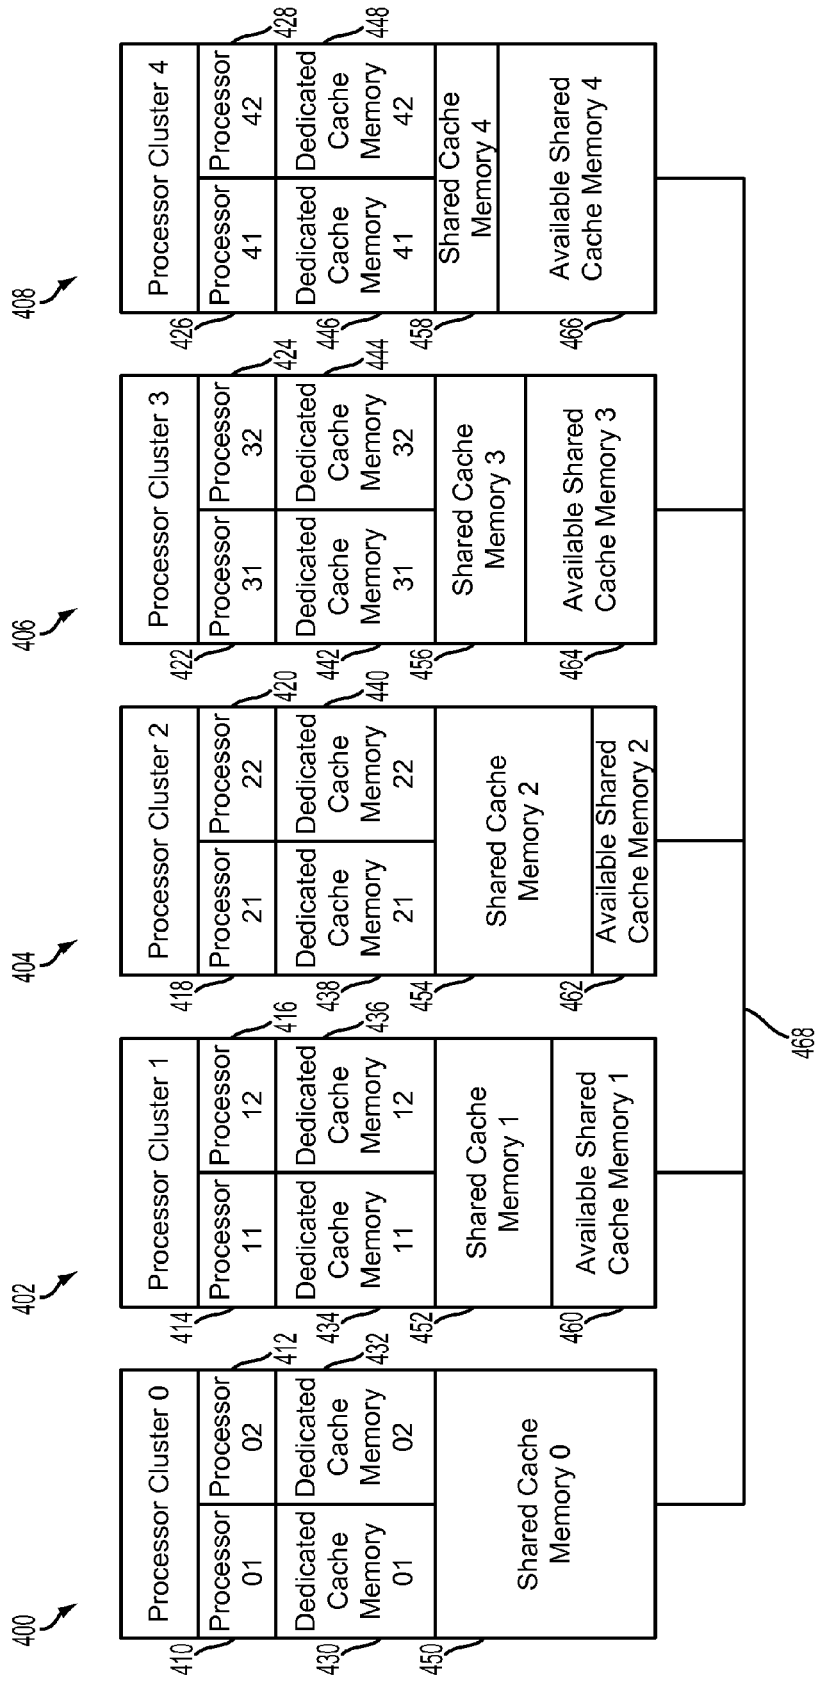 400
Processor Cluster 0
Processor
01
Processor
02
410
412
Dedicated
Cache
Memory
01
Dedicated
Cache
Memory
02
430
432
Shared Cache
Memory 0
450
402
Processor Cluster 1
Processor
11
Processor
12
414
416
Dedicated
Cache
Memory
11
Dedicated
Cache
Memory
12
434
436
Shared Cache
Memory 1
452
Available Shared
Cache Memory 1
460
404
Processor Cluster 2
Processor
21
Processor
22
418
420
Dedicated
Cache
Memory
21
Dedicated
Cache
Memory
22
438
440
Shared Cache
Memory 2
454
Available Shared
Cache Memory 2
462
406
Processor Cluster 3
Processor
31
Processor
32
422
424
Dedicated
Cache
Memory
31
Dedicated
Cache
Memory
32
442
444
Shared Cache
Memory 3
456
Available Shared
Cache Memory 3
464
408
Processor Cluster 4
Processor
41
Processor
42
426
428
Dedicated
Cache
Memory
41
Dedicated
Cache
Memory
42
446
448
Shared Cache
Memory 4
458
Available Shared
Cache Memory 4
466
468